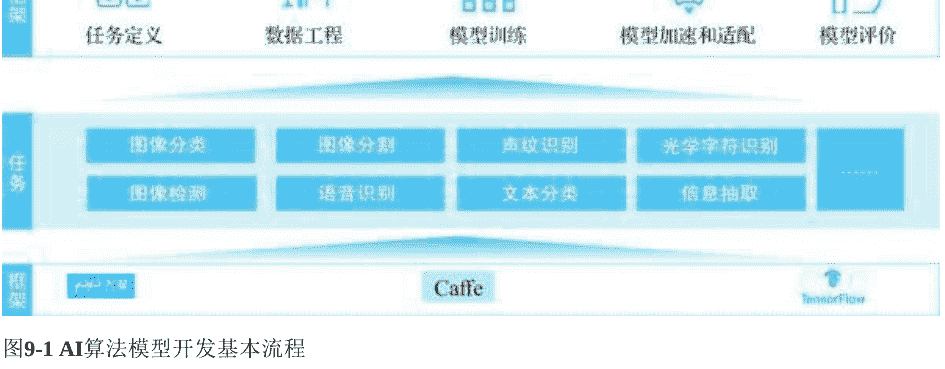 任务定义 数据工程 模型训练 模型加速和适配 模型评价
任务
图像分类 图像分割 声纹识别 光学字符识别
图像检测 语音识别 文本分类 信息抽取
......
框架
Caffe
TensorFlow
图9-1 AI算法模型开发基本流程